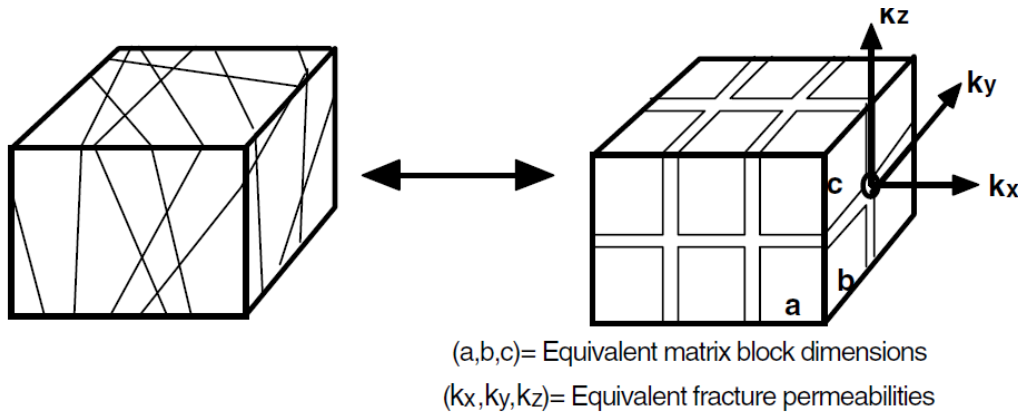 kz
ky
c
kx
b
a
(a,b,c)= Equivalent matrix block dimensions
(kx,ky,kz)= Equivalent fracture permeabilities